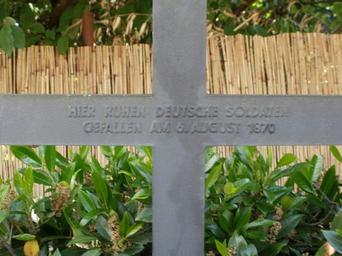 HIER RUHEN DEUTSCHE SOLDATEN
GEFALLEN AM 6. AUGUST 1870